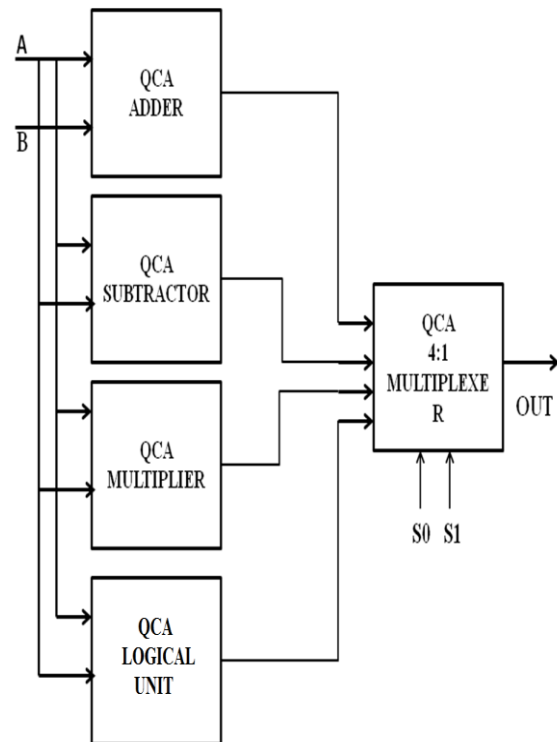 A
B
QCA
ADDER
QCA
SUBTRACTOR
QCA
MULTIPLIER
QCA
LOGICAL
UNIT
QCA
4:1
MULTIPLEXE
R
OUT
S0 S1